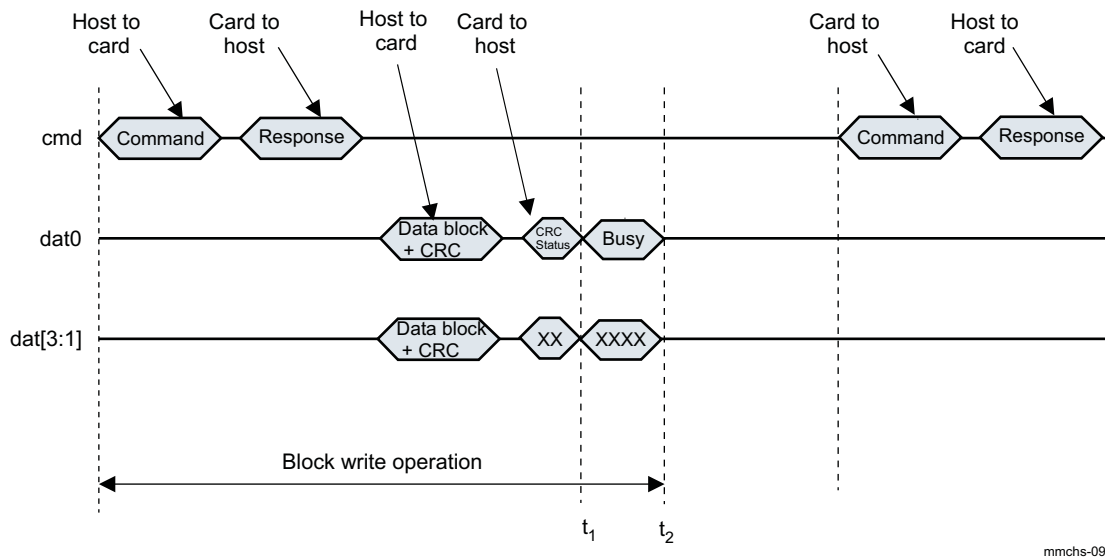 Host to
card
Card to
host
Host to
card
Card to
host
Card to
host
Host to
card
cmd
Command
Response
Command
Response
dat0
Data block
+ CRC
CRC
Status
Busy
dat[3:1]
Data block
+ CRC
XX
XXXX
Block write operation
t1
t2
mmchs-09